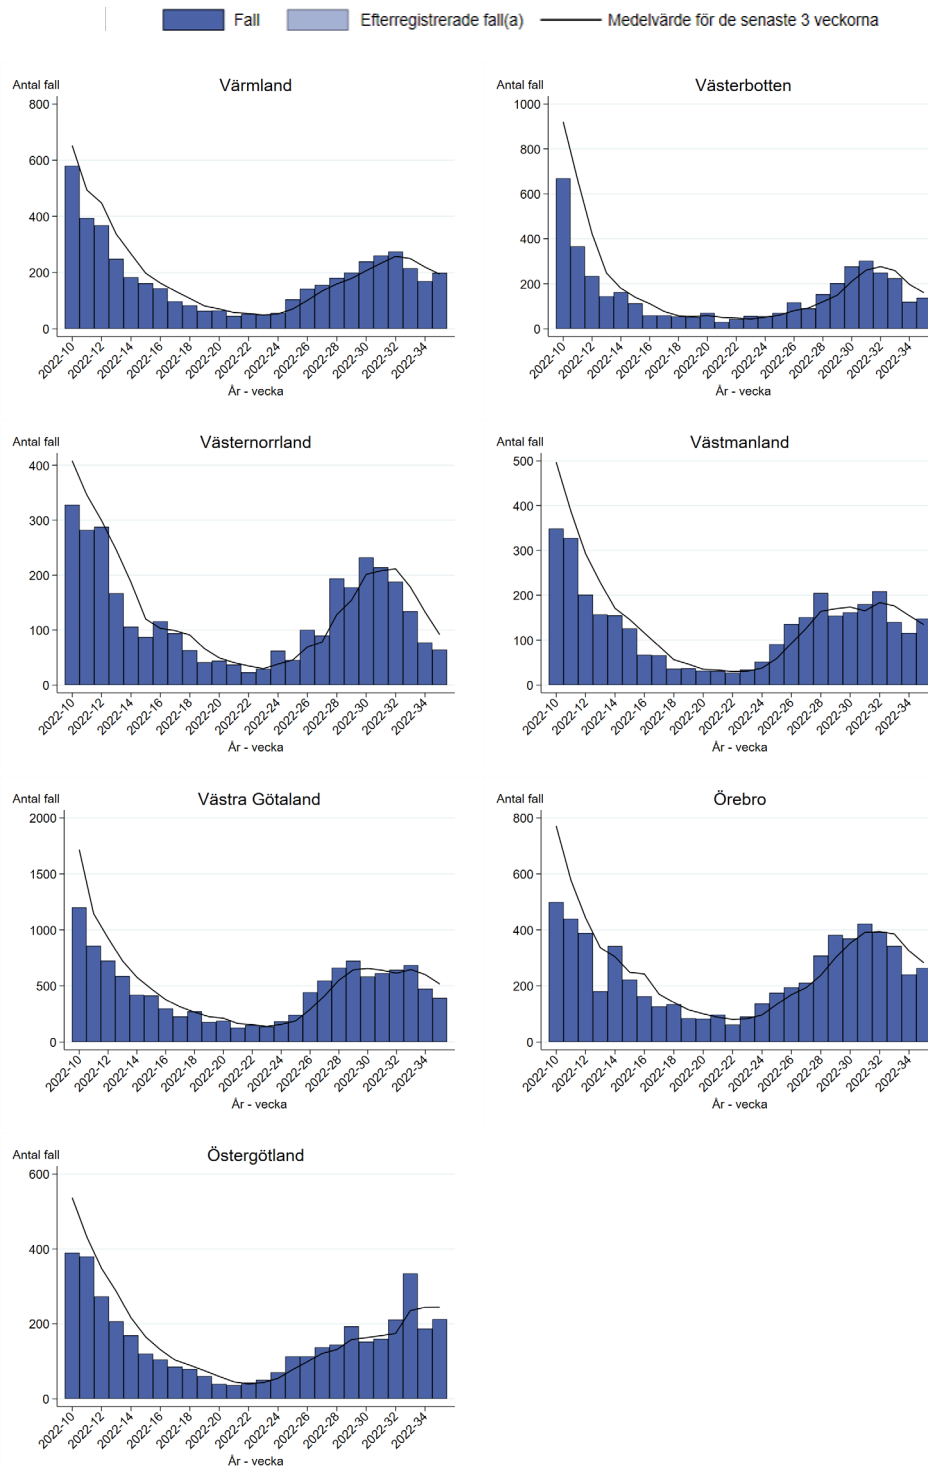 Fall Efterregistrerade fall(a) Medelvärde för de senaste 3 veckorna
Värmland
Antal fall
800
600
400
200
0
2022-10 2022-12 2022-14 2022-16 2022-18 2022-20 2022-22 2022-24 2022-26 2022-28 2022-30 2022-32 2022-34
År - vecka
Västerbotten
Antal fall
1000
800
600
400
200
0
2022-10 2022-12 2022-14 2022-16 2022-18 2022-20 2022-22 2022-24 2022-26 2022-28 2022-30 2022-32 2022-34
År - vecka
Västernorrland
Antal fall
400
300
200
100
0
2022-10 2022-12 2022-14 2022-16 2022-18 2022-20 2022-22 2022-24 2022-26 2022-28 2022-30 2022-32 2022-34
År - vecka
Västmanland
Antal fall
500
400
300
200
100
0
2022-10 2022-12 2022-14 2022-16 2022-18 2022-20 2022-22 2022-24 2022-26 2022-28 2022-30 2022-32 2022-34
År - vecka
Västra Götaland
Antal fall
2000
1500
1000
500
0
2022-10 2022-12 2022-14 2022-16 2022-18 2022-20 2022-22 2022-24 2022-26 2022-28 2022-30 2022-32 2022-34
År - vecka
Örebro
Antal fall
800
600
400
200
0
2022-10 2022-12 2022-14 2022-16 2022-18 2022-20 2022-22 2022-24 2022-26 2022-28 2022-30 2022-32 2022-34
År - vecka
Östergötland
Antal fall
600
400
200
0
2022-10 2022-12 2022-14 2022-16 2022-18 2022-20 2022-22 2022-24 2022-26 2022-28 2022-30 2022-32 2022-34
År - vecka